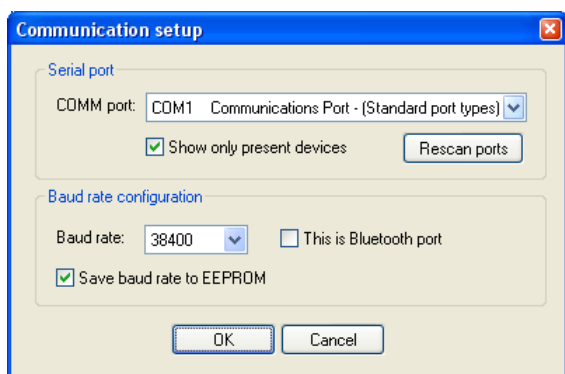 Communication setup
Serial port
COMM port: COM1 Communications Port - (Standard port types)
Show only present devices Rescan ports
Baud rate configuration
Baud rate: 38400 This is Bluetooth port
Save baud rate to EEPROM
OK Cancel